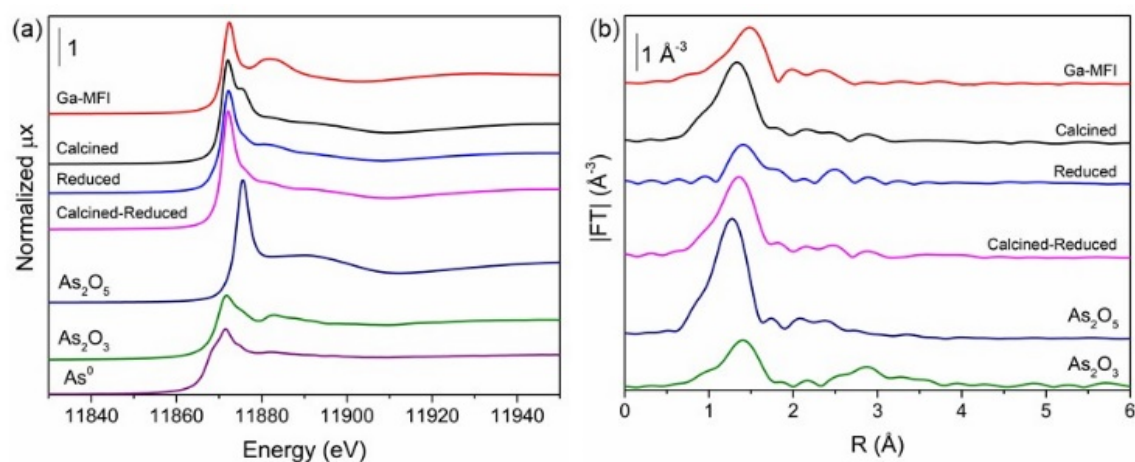 (a)
1
Normalized μx
Ga-MFI
Calcined
Reduced
Calcined-Reduced
As₂O₅
As₂O₃
As⁰
11840 11860 11880 11900 11920 11940
Energy (eV)
(b)
1 Å⁻³
|FT| (Å⁻³)
Ga-MFI
Calcined
Reduced
Calcined-Reduced
As₂O₅
As₂O₃
0 1 2 3 4 5 6
R (Å)